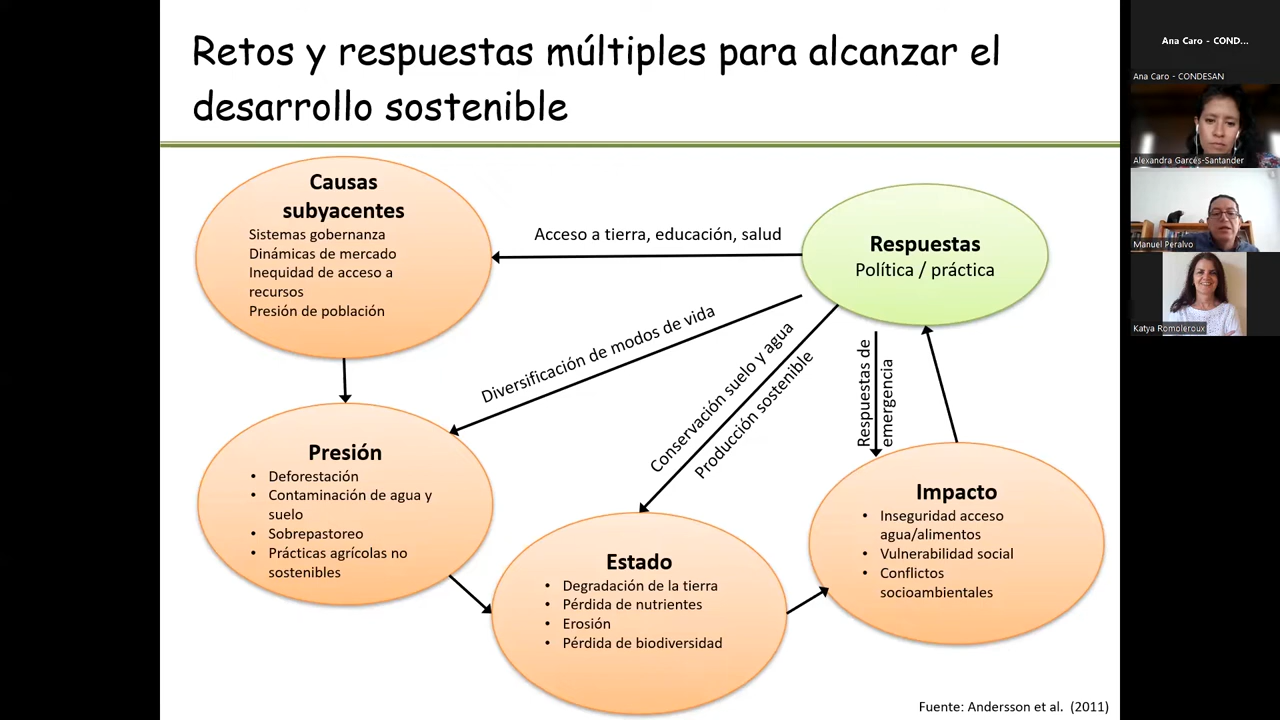 Retos y respuestas múltiples para alcanzar el
desarrollo sostenible
Causas
subyacentes
Sistemas gobernanza
Dinámicas de mercado
Inequidad de acceso a
recursos
Presión de población
Acceso a tierra, educación, salud
Respuestas
Política / práctica
Diversificación de modos de vida
Conservación suelo y agua
Producción sostenible
Respuestas de
emergencia
Presión
• Deforestación
• Contaminación de agua y
suelo
• Sobrepastoreo
• Prácticas agrícolas no
sostenibles
Estado
• Degradación de la tierra
• Pérdida de nutrientes
• Erosión
• Pérdida de biodiversidad
Impacto
• Inseguridad acceso
agua/alimentos
• Vulnerabilidad social
• Conflictos
socioambientales
Fuente: Andersson et al. (2011)
Ana Caro - COND...
Ana Caro - CONDESAN
Alexandra Garcés-Santander
Manuel Peralvo
Katya Romoleroux